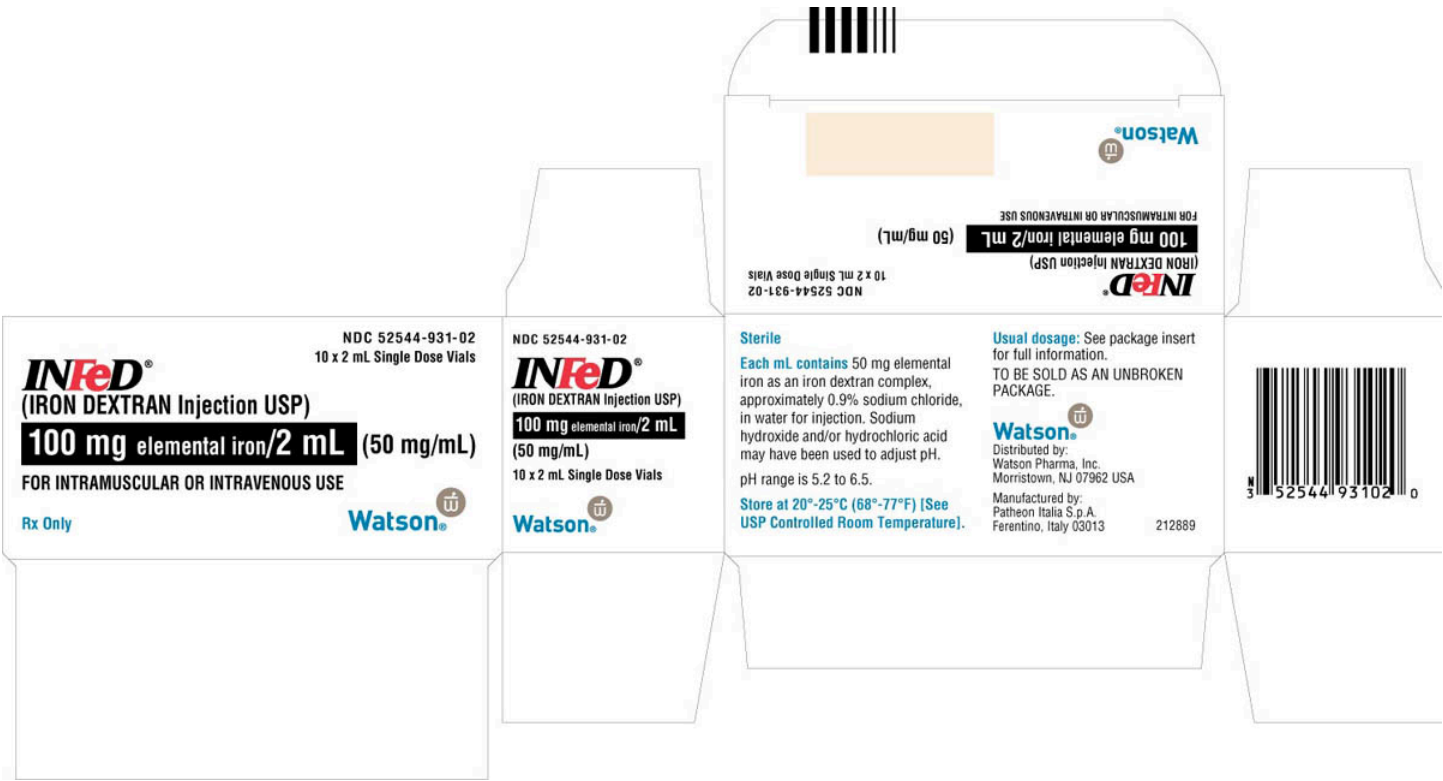 Watson®
FOR INTRAMUSCULAR OR INTRAVENOUS USE
100 mg elemental iron/2 mL (50 mg/mL)
(IRON DEXTRAN Injection USP)
INFeD®
10 x 2 mL Single Dose Vials
NDC 52544-931-02
NDC 52544-931-02
10 x 2 mL Single Dose Vials
INFeD®
(IRON DEXTRAN Injection USP)
100 mg elemental iron/2 mL (50 mg/mL)
FOR INTRAMUSCULAR OR INTRAVENOUS USE
Rx Only
Watson®
NDC 52544-931-02
INFeD®
(IRON DEXTRAN Injection USP)
100 mg elemental iron/2 mL
(50 mg/mL)
10 x 2 mL Single Dose Vials
Watson®
Sterile
Each mL contains 50 mg elemental
iron as an iron dextran complex,
approximately 0.9% sodium chloride,
in water for injection. Sodium
hydroxide and/or hydrochloric acid
may have been used to adjust pH.
pH range is 5.2 to 6.5.
Store at 20°-25°C (68°-77°F) [See
USP Controlled Room Temperature].
Usual dosage: See package insert
for full information.
TO BE SOLD AS AN UNBROKEN
PACKAGE.
Watson®
Distributed by:
Watson Pharma, Inc.
Morristown, NJ 07962 USA
Manufactured by:
Patheon Italia S.p.A.
Ferentino, Italy 03013
212889
N
3 52544 93102 0